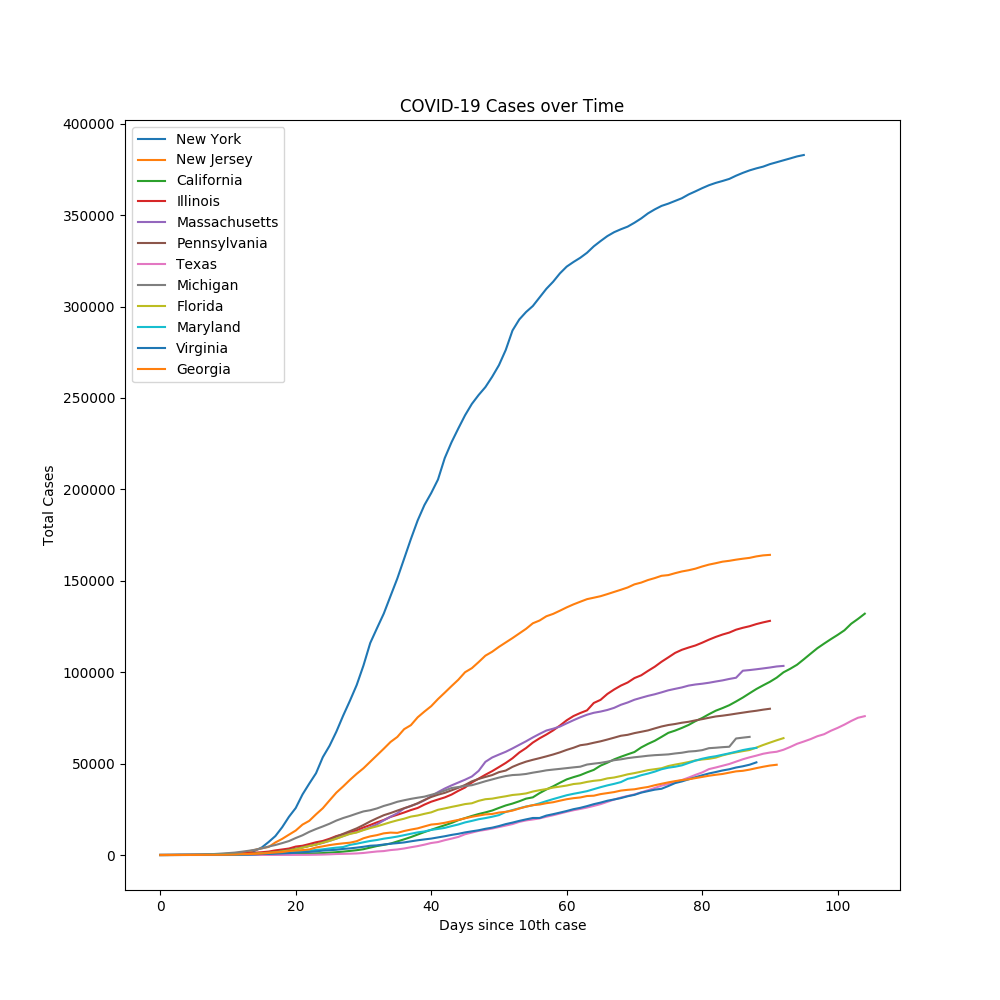 COVID-19 Cases over Time
400000
350000
300000
250000
200000
150000
100000
50000
0
Total Cases
New York
New Jersey
California
Illinois
Massachusetts
Pennsylvania
Texas
Michigan
Florida
Maryland
Virginia
Georgia
0 20 40 60 80 100
Days since 10th case